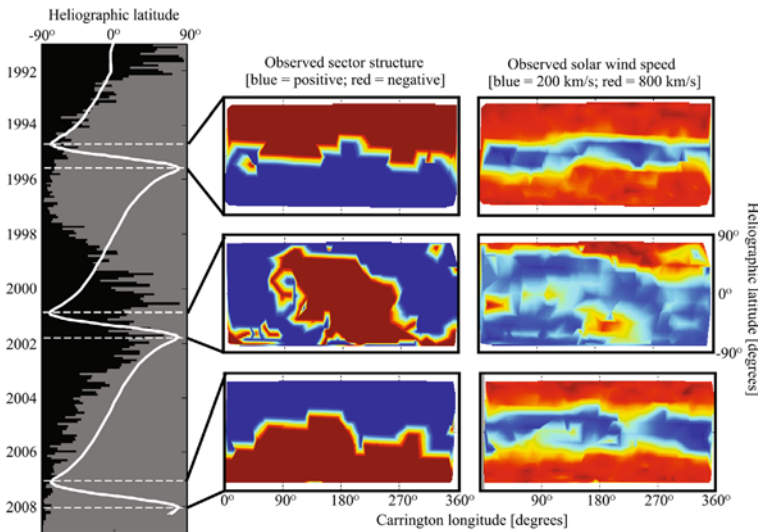 Heliographic latitude
-90° 0° 90°
Observed sector structure
[blue = positive; red = negative]
Observed solar wind speed
[blue = 200 km/s; red = 800 km/s]
1992
1994
1996
1998
2000
2002
2004
2006
2008
90°
0°
-90°
Heliographic latitude [degrees]
0° 90° 180° 270° 360°
90° 180° 270° 360°
Carrington longitude [degrees]